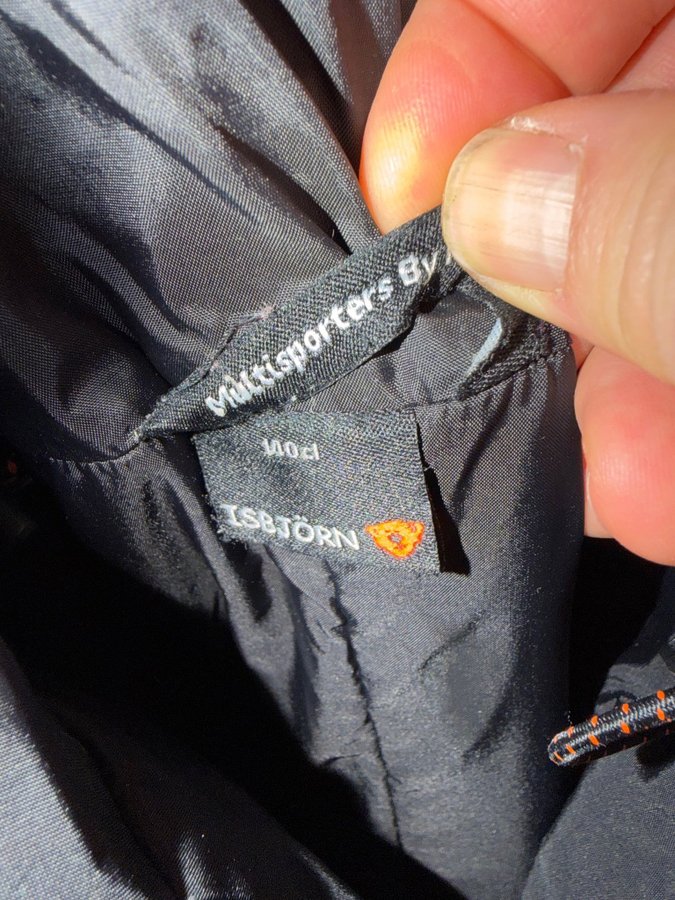 Multisporters By
140cl
ISBJÖRN